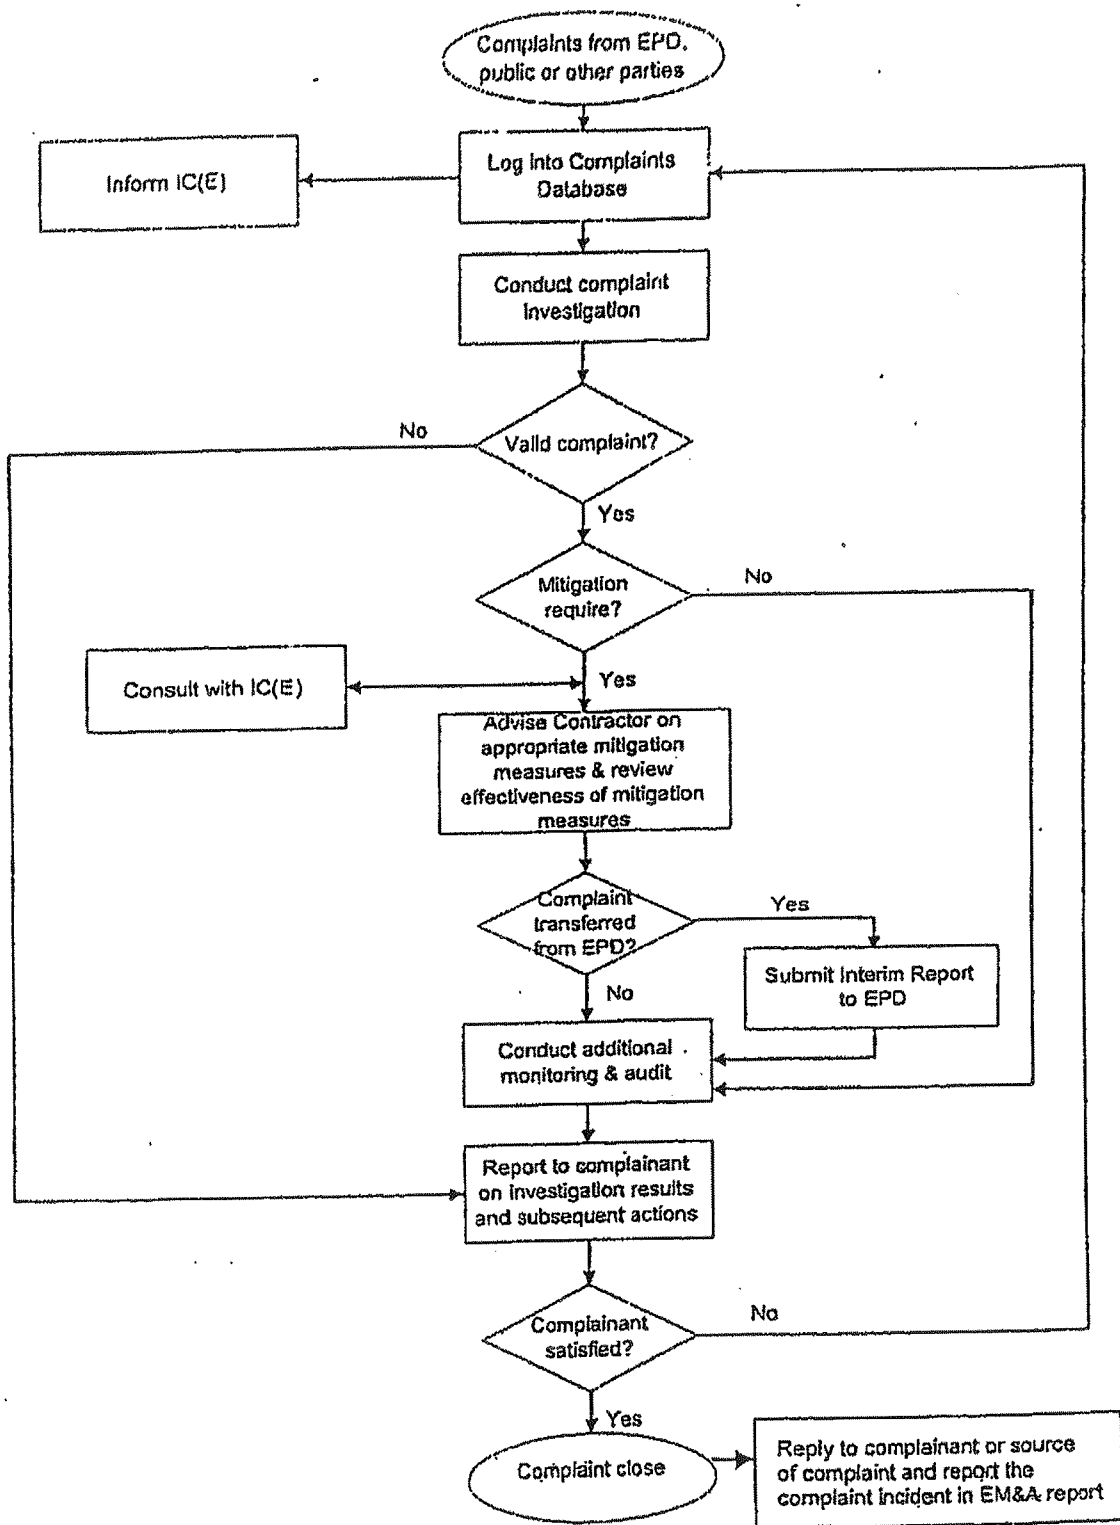 Complaints from EPD,
public or other parties
Inform IC(E)
Log into Complaints
Database
Conduct complaint
Investigation
No
Valid complaint?
Yes
Mitigation
require?
No
Consult with IC(E)
Yes
Advise Contractor on
appropriate mitigation
measures & review
effectiveness of mitigation
measures
Complaint
transferred
from EPD?
Yes
Submit Interim Report
to EPD
No
Conduct additional
monitoring & audit
Report to complainant
on investigation results
and subsequent actions
Complainant
satisfied?
No
Yes
Complaint close
Reply to complainant or source
of complaint and report the
complaint incident in EM&A report